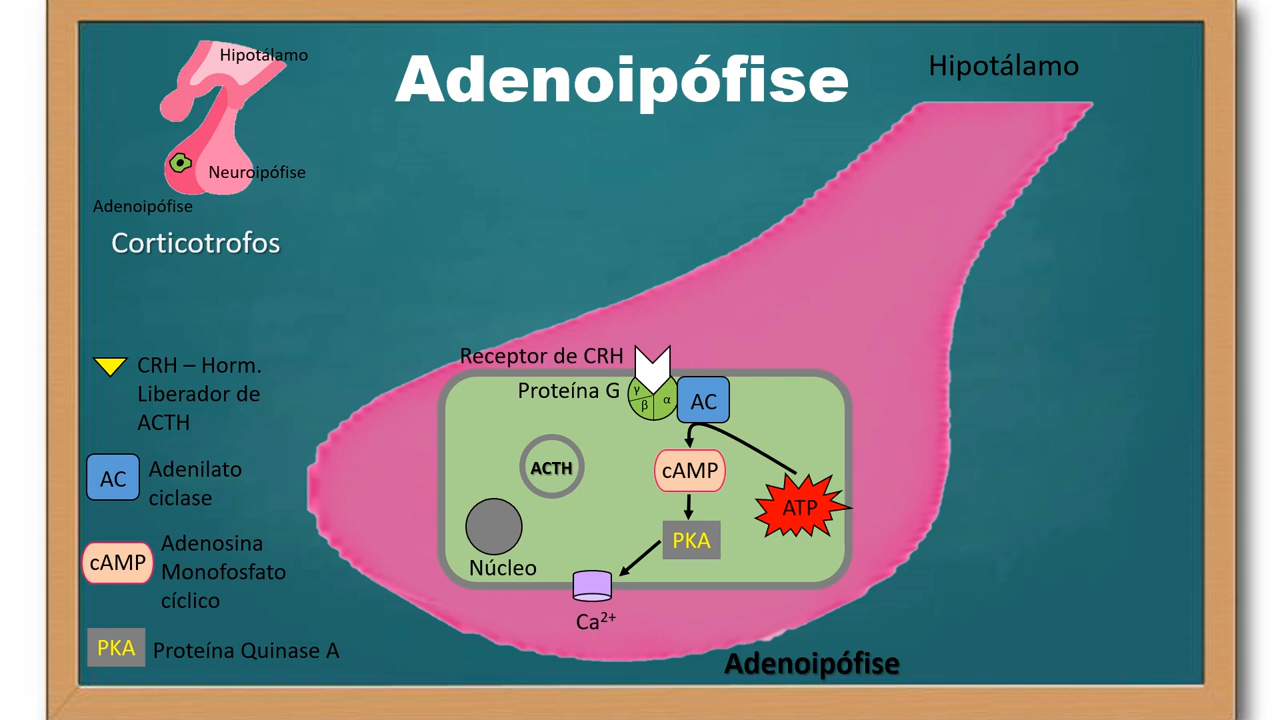 Hipotálamo
Adenoipófise
Hipotálamo
Neuroipófise
Adenoipófise
Corticotrofos
CRH – Horm.
Liberador de
ACTH
AC
Adenilato
ciclase
cAMP
Adenosina
Monofosfato
cíclico
PKA
Proteína Quinase A
Receptor de CRH
Proteína G
γ
β
α
AC
ACTH
cAMP
ATP
PKA
Núcleo
Ca²⁺
Adenoipófise